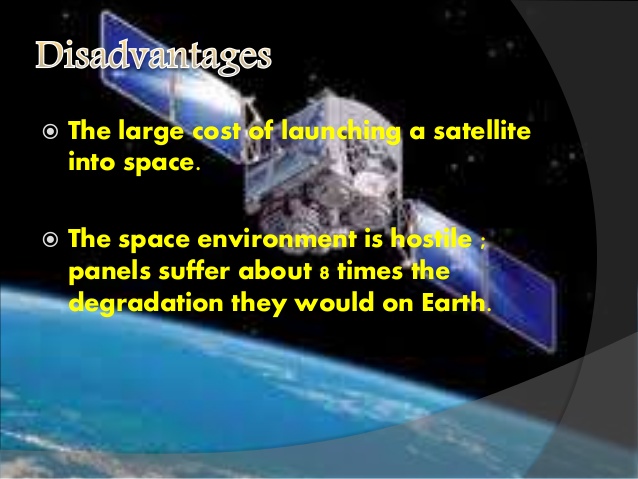 Disadvantages
The large cost of launching a satellite
into space.
The space environment is hostile ;
panels suffer about 8 times the
degradation they would on Earth.